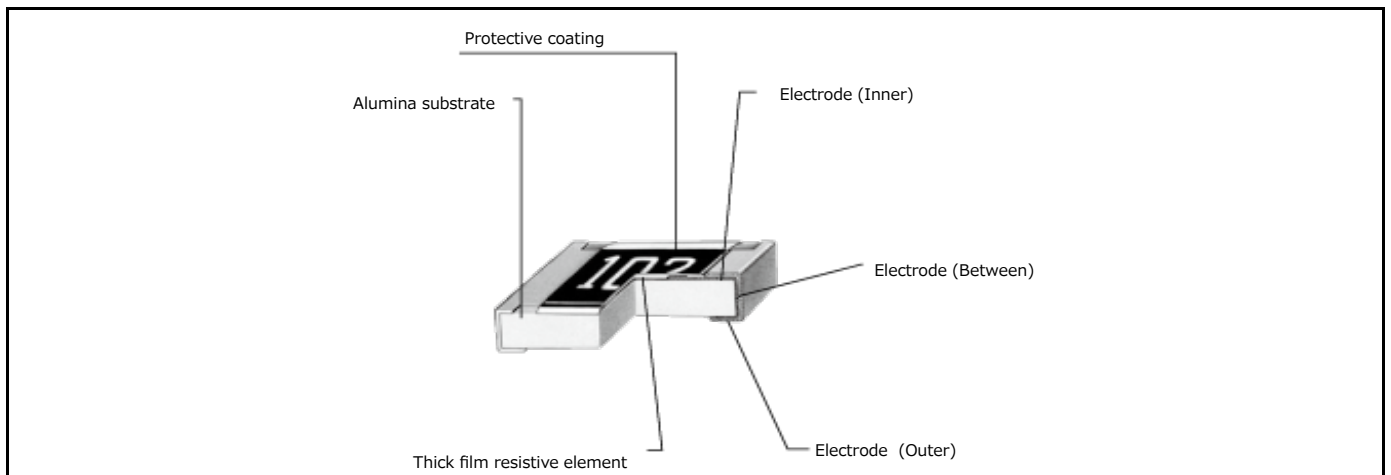 Protective coating
Alumina substrate
Electrode (Inner)
102
Electrode (Between)
Electrode (Outer)
Thick film resistive element